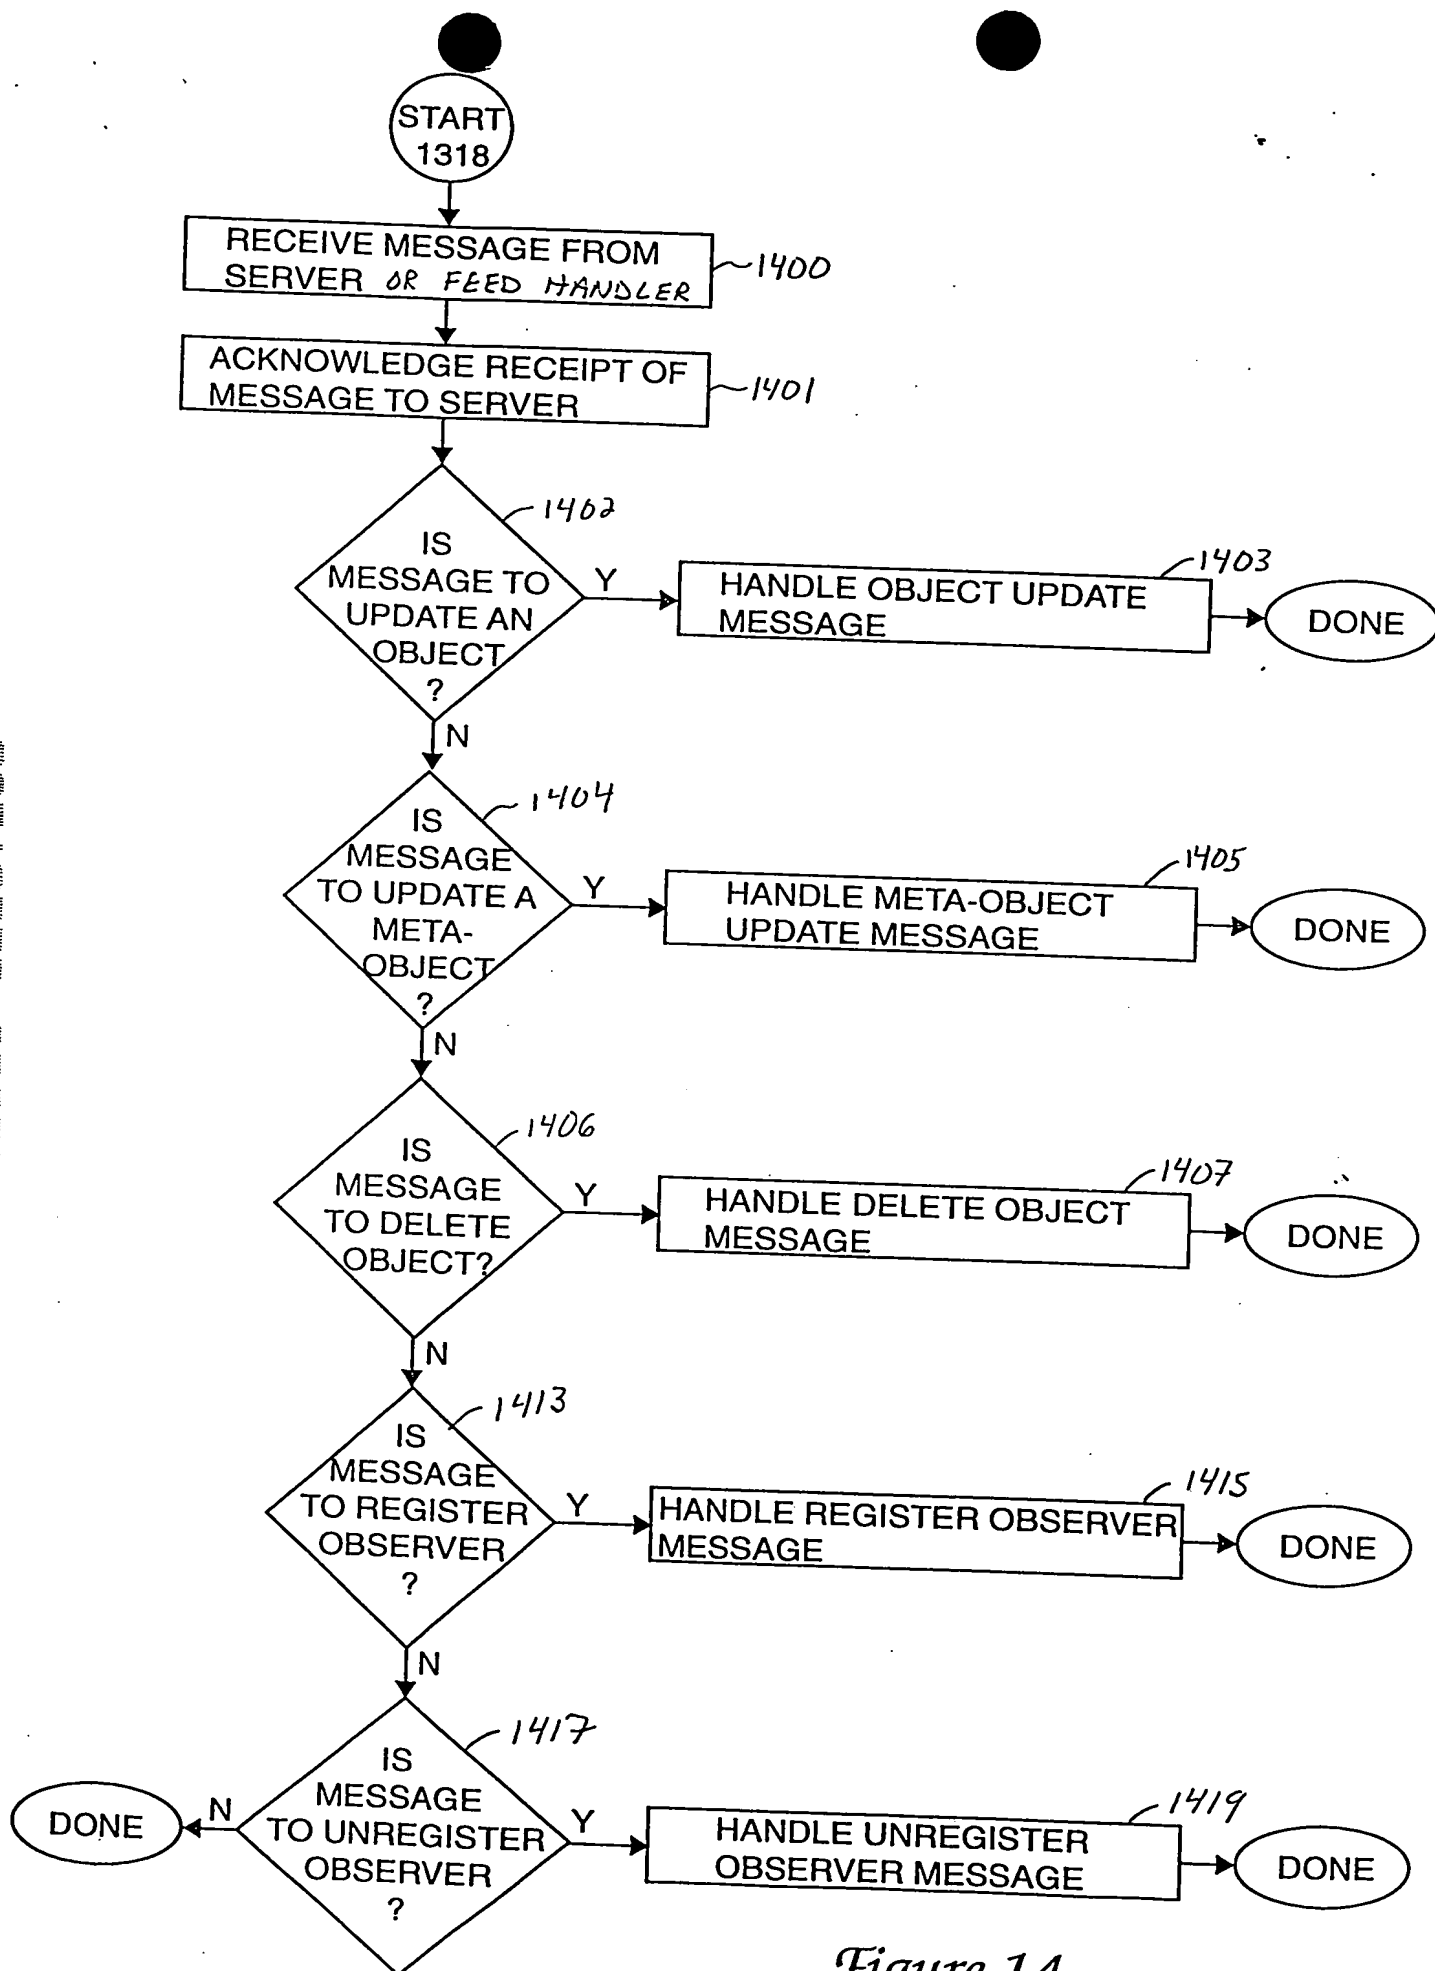 START
1318
RECEIVE MESSAGE FROM
SERVER OR FEED HANDLER
1400
ACKNOWLEDGE RECEIPT OF
MESSAGE TO SERVER
1401
1402
IS
MESSAGE TO
UPDATE AN
OBJECT
?
Y
1403
HANDLE OBJECT UPDATE
MESSAGE
DONE
N
1404
IS
MESSAGE
TO UPDATE A
META-
OBJECT
?
Y
1405
HANDLE META-OBJECT
UPDATE MESSAGE
DONE
N
1406
IS
MESSAGE
TO DELETE
OBJECT?
Y
1407
HANDLE DELETE OBJECT
MESSAGE
DONE
N
1413
IS
MESSAGE
TO REGISTER
OBSERVER
?
Y
1415
HANDLE REGISTER OBSERVER
MESSAGE
DONE
N
1417
IS
MESSAGE
TO UNREGISTER
OBSERVER
?
N
DONE
Y
1419
HANDLE UNREGISTER
OBSERVER MESSAGE
DONE
Figure 14